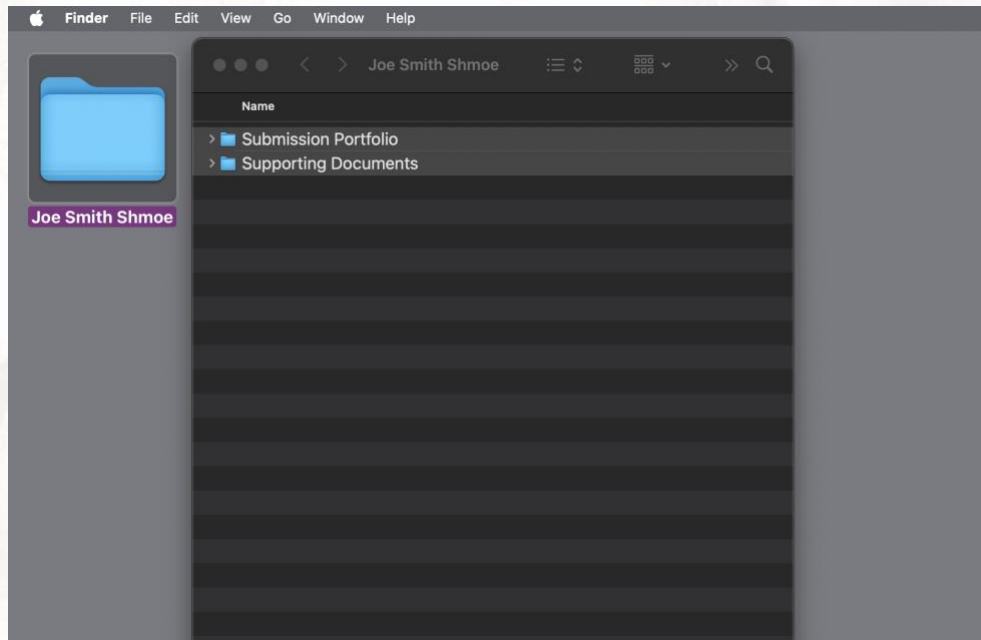 Finder File Edit View Go Window Help
Joe Smith Shmoe
Name
Submission Portfolio
Supporting Documents
Joe Smith Shmoe